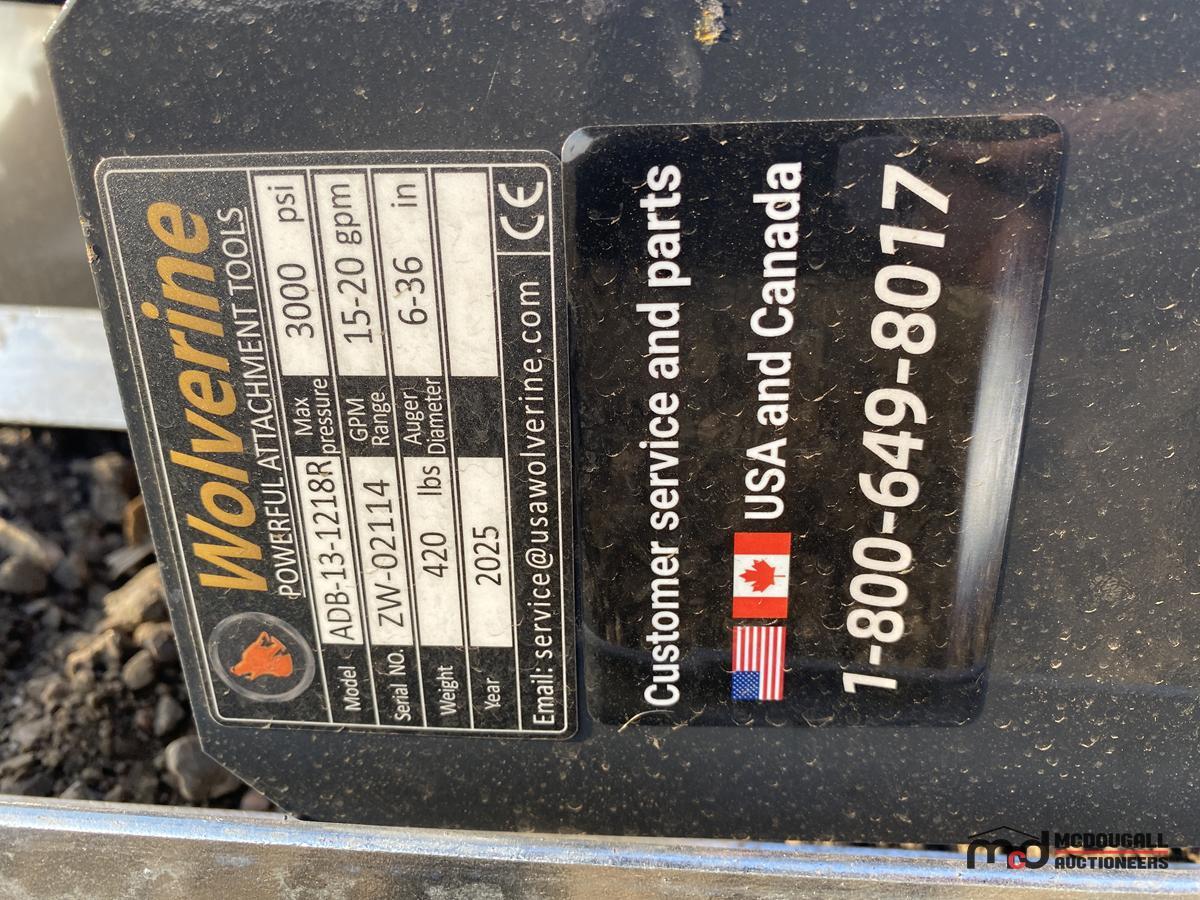 Wolverine
POWERFUL ATTACHMENT TOOLS
Model ADB-13-1218R Max pressure 3000 psi
Serial NO. ZW-02114 GPM Range 15-20 gpm
Weight 420 lbs Auger Diameter 6-36 in
Year 2025
Email: service@usawolverine.com CE
Customer service and parts
USA and Canada
1-800-649-8017
mcd MCDOUGALL
AUCTIONEERS